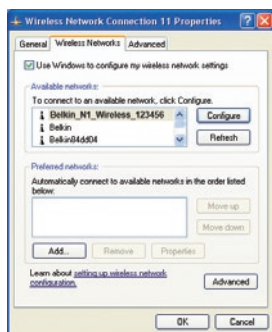 Wireless Network Connection 11 Properties
General Wireless Networks Advanced
Use Windows to configure my wireless network settings
Available networks:
To connect to an available network, click Configure.
Belkin_N1_Wireless_123456
Configure
Belkin
Belkin84dd04
Refresh
Preferred networks:
Automatically connect to available networks in the order listed
below:
Move up
Move down
Add... Remove Properties
Learn about setting up wireless network
configuration.
Advanced
OK Cancel